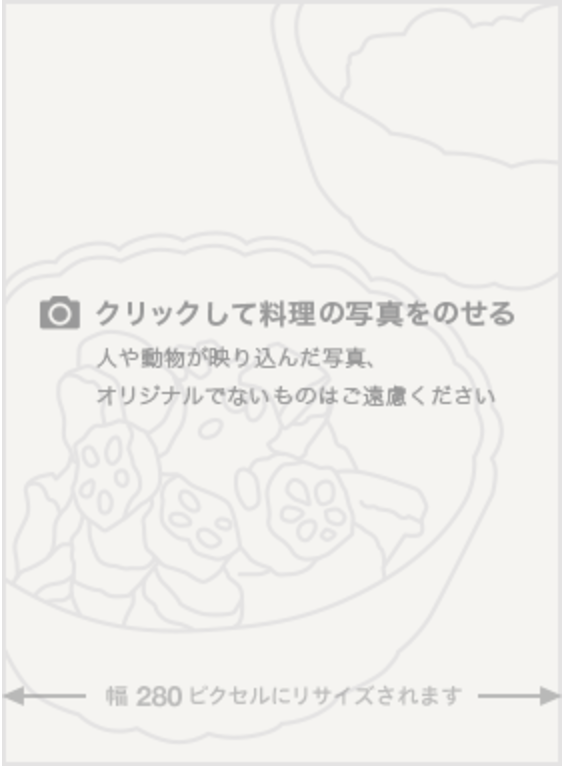 クリックして料理の写真をのせる
人や動物が映り込んだ写真、
オリジナルでないものはご遠慮ください
幅 280 ピクセルにリサイズされます